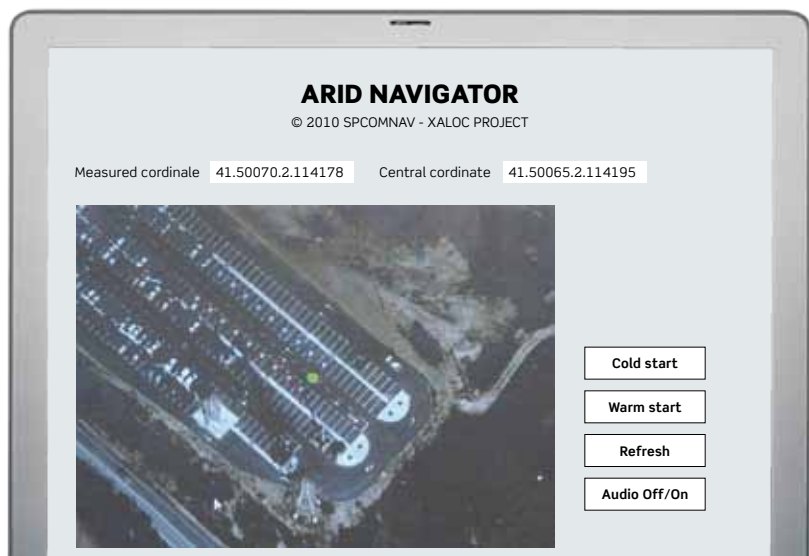 ARID NAVIGATOR
© 2010 SPCOMNAV - XALOC PROJECT
Measured cordinale 41.50070.2.114178 Central cordinate 41.50065.2.114195
Cold start
Warm start
Refresh
Audio Off/On